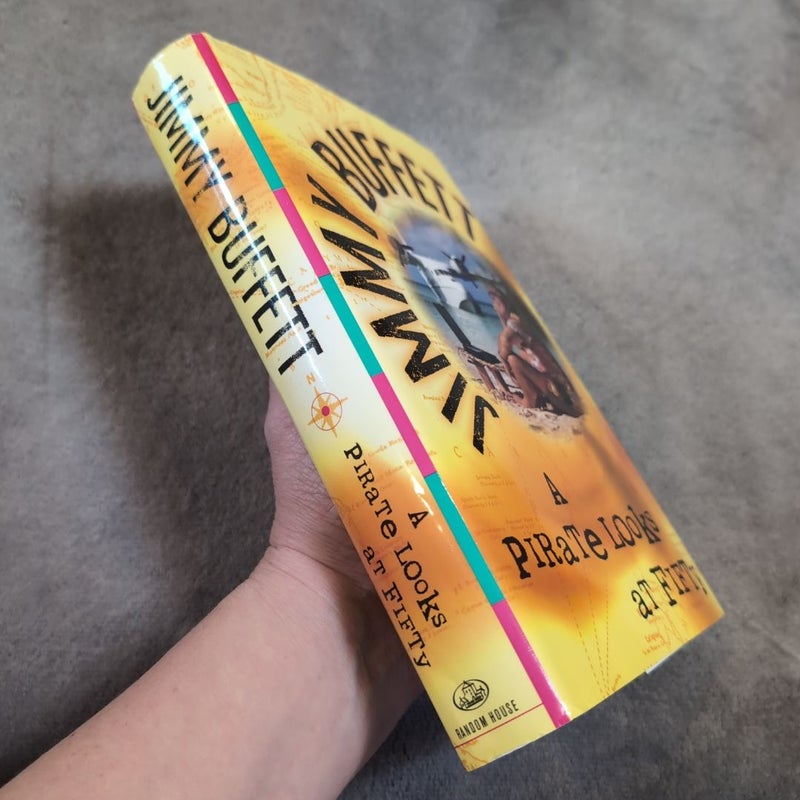 JIMMY BUFFETT
A
PIRaTe LOOkS
aT FIFTy
RANDOM HOUSE
JIMMY BUFFETT
A
PIRaTe LOOkS
aT FIFTy